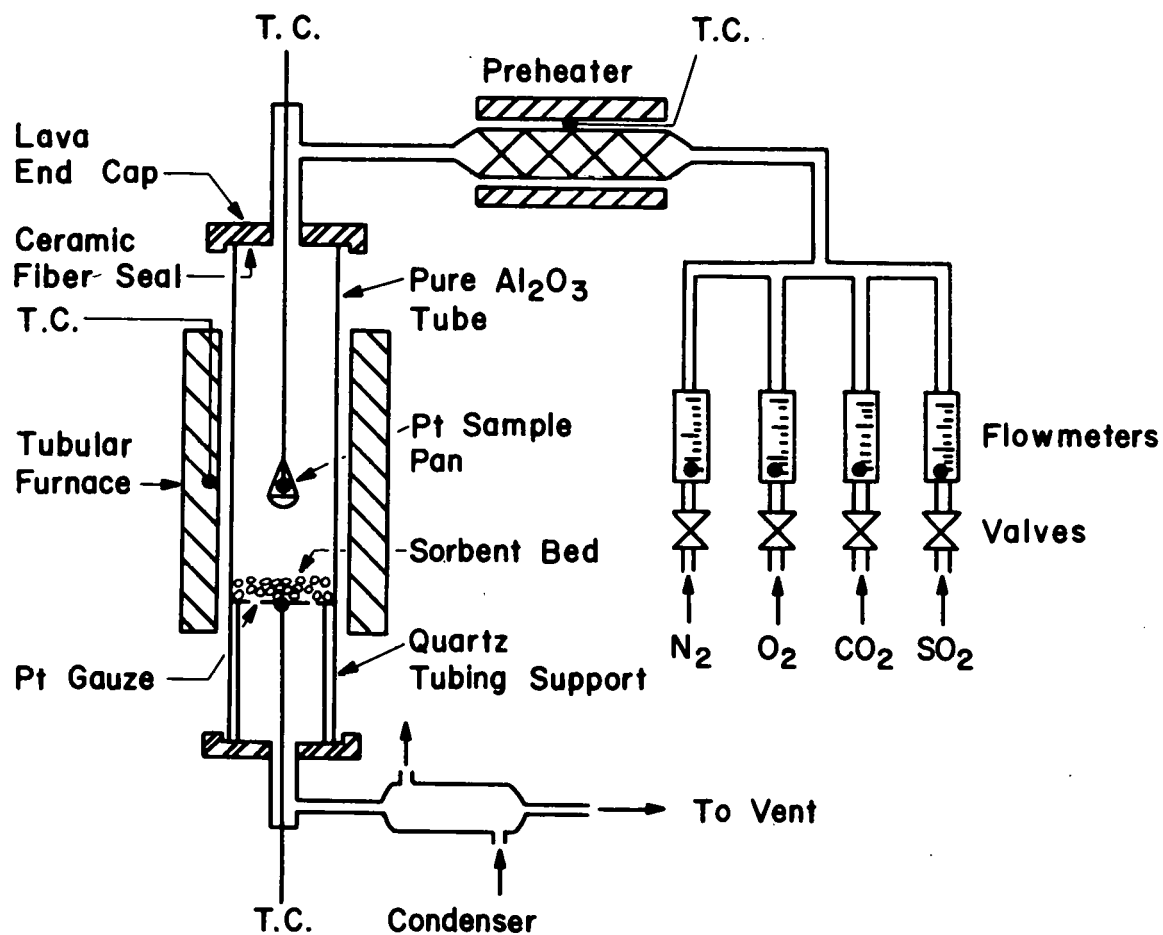 T. C.
T.C.
Preheater
Lava
End Cap
Ceramic
Fiber Seal
Pure Al₂O₃
Tube
T.C.
Pt Sample
Pan
Tubular
Furnace
Flowmeters
Valves
Sorbent Bed
N₂
O₂
CO₂
SO₂
Quartz
Tubing Support
Pt Gauze
To Vent
T.C.
Condenser